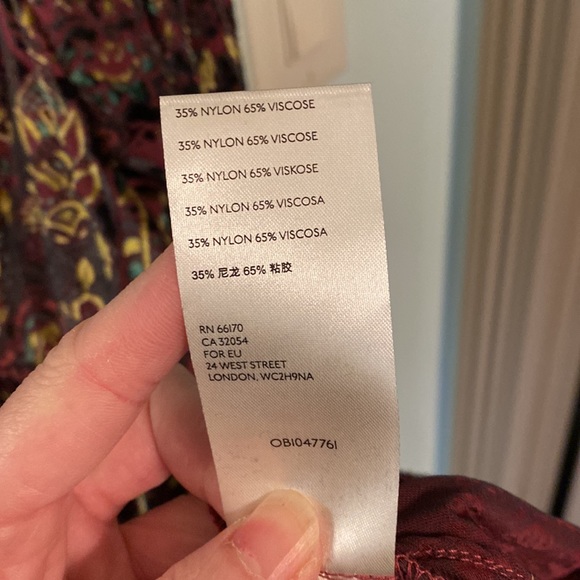 35% NYLON 65% VISCOSE
35% NYLON 65% VISCOSE
35% NYLON 65% VISKOSE
35% NYLON 65% VISCOSA
35% NYLON 65% VISCOSA
35% 尼龙 65% 粘胶
RN 66170
CA 32054
FOR EU
24 WEST STREET
LONDON, WC2H9NA
OB1047761